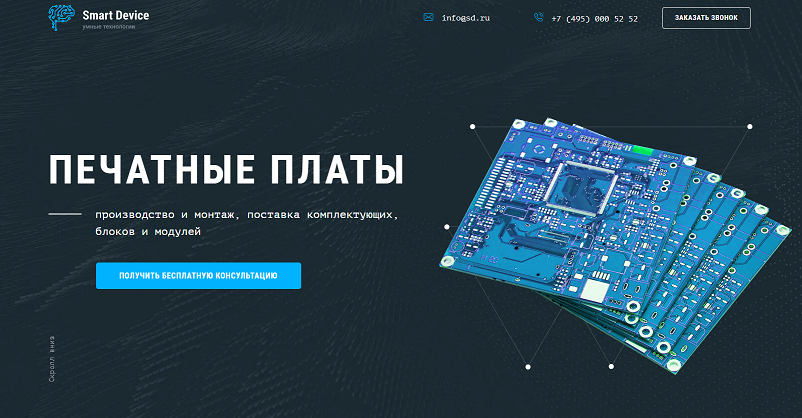 Smart Device
умные технологии
info@sd.ru
+7 (495) 000 52 52
ЗАКАЗАТЬ ЗВОНОК
ПЕЧАТНЫЕ ПЛАТЫ
производство и монтаж, поставка комплектующих,
блоков и модулей
ПОЛУЧИТЬ БЕСПЛАТНУЮ КОНСУЛЬТАЦИЮ
Скролл вниз